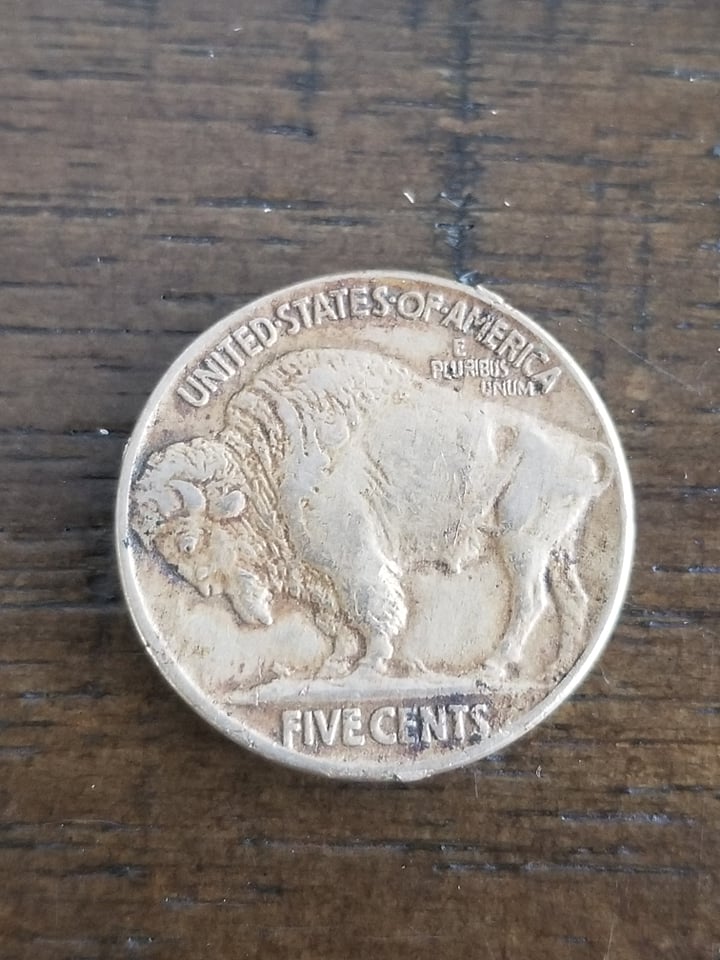 UNITED·STATES·OF·AMERICA
E
PLURIBUS
UNUM
FIVE CENTS